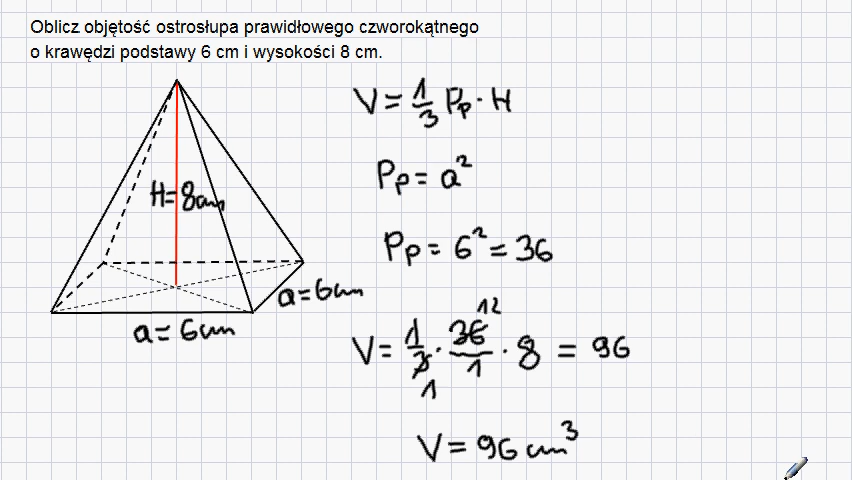 Oblicz objętość ostrosłupa prawidłowego czworokątnego
o krawędzi podstawy 6 cm i wysokości 8 cm.
V = 1/3 Pp · H
Pp = a²
H = 8cm
Pp = 6² = 36
a = 6cm
a = 6cm
12
V = 1/3 · 36/1 · 8 = 96
1
V = 96 cm³